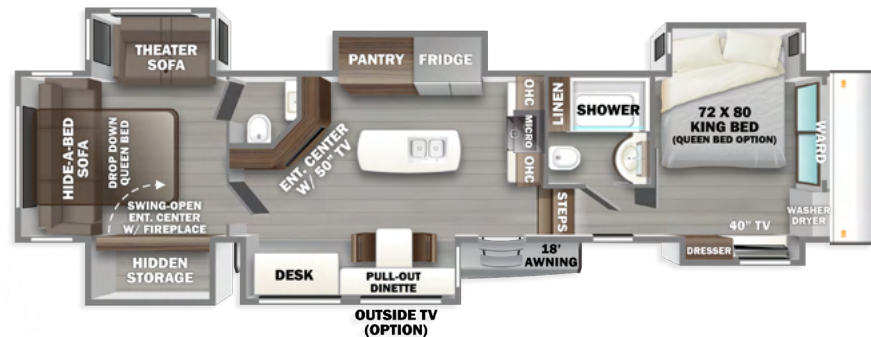 THEATER
SOFA
HIDE-A-BED
SOFA
DROP DOWN
QUEEN BED
SWING-OPEN
ENT. CENTER
W/ FIREPLACE
HIDDEN
STORAGE
ENT. CENTER
W/ 50" TV
PANTRY
FRIDGE
DESK
PULL-OUT
DINETTE
OUTSIDE TV
(OPTION)
OHC
MICRO
OHC
LINEN
SHOWER
STEPS
18'
AWNING
72 X 80
KING BED
(QUEEN BED OPTION)
WARD
WASHER
DRYER
40" TV
DRESSER